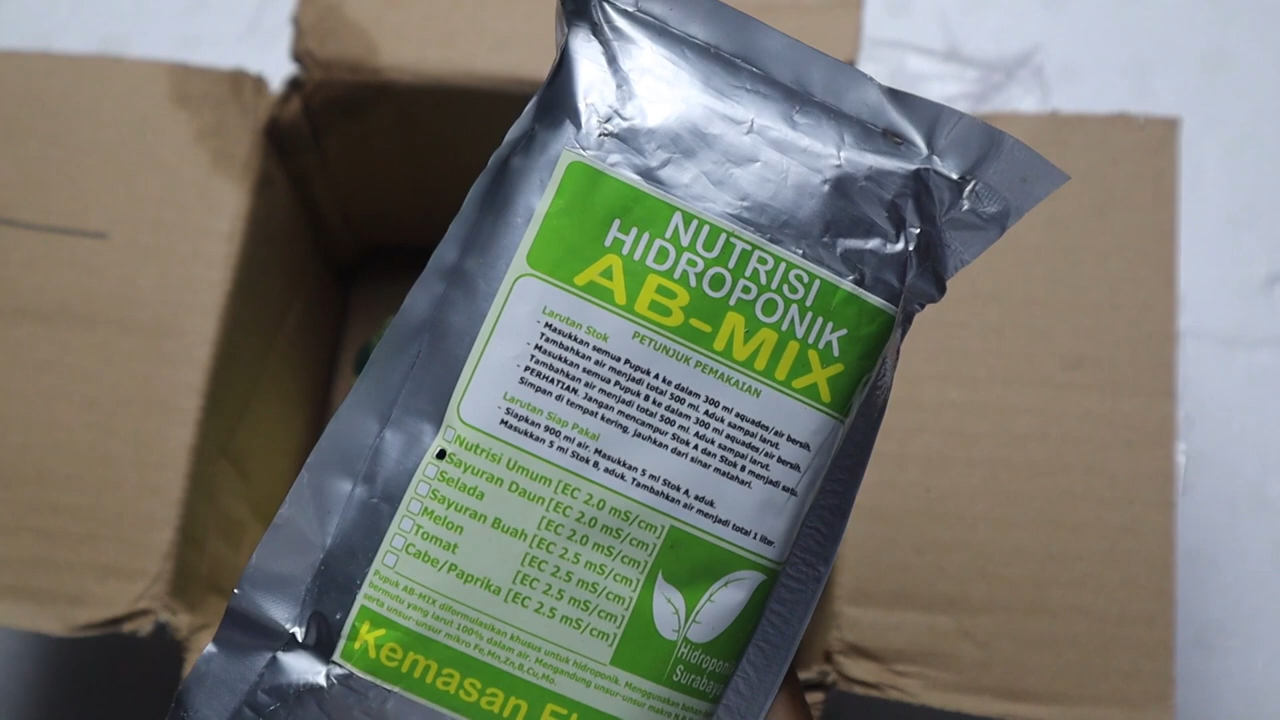 NUTRISI
HIDROPONIK
AB-MIX
PETUNJUK PEMAKAIAN
Larutan Stok
- Masukkan semua Pupuk A ke dalam 300 ml aquades/air bersih.
Tambahkan air menjadi total 500 ml. Aduk sampai larut.
- Masukkan semua Pupuk B ke dalam 300 ml aquades/air bersih.
Tambahkan air menjadi total 500 ml. Aduk sampai larut.
- PERHATIAN. Jangan mencampur Stok A dan Stok B menjadi satu.
Simpan di tempat kering, jauhkan dari sinar matahari.
Larutan Siap Pakai
- Siapkan 900 ml air. Masukkan 5 ml Stok A, aduk.
Masukkan 5 ml Stok B, aduk. Tambahkan air menjadi total 1 liter.
Nutrisi Umum [EC 2.0 mS/cm]
Sayuran Daun [EC 2.0 mS/cm]
Selada [EC 2.0 mS/cm]
Sayuran Buah [EC 2.5 mS/cm]
Melon [EC 2.5 mS/cm]
Tomat [EC 2.5 mS/cm]
Cabe/Paprika [EC 2.5 mS/cm]
Hidroponik
Surabaya
Pupuk AB-MIX diformulasikan khusus untuk hidroponik. Menggunakan bahan
bermutu yang larut 100% dalam air. Mengandung unsur-unsur makro
serta unsur-unsur mikro Fe,Mn,Zn,B,Cu,Mo.
Kemasan